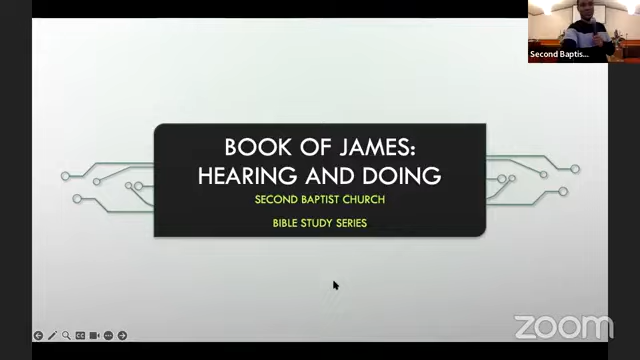 Second Baptis...
BOOK OF JAMES:
HEARING AND DOING
SECOND BAPTIST CHURCH
BIBLE STUDY SERIES
zoom